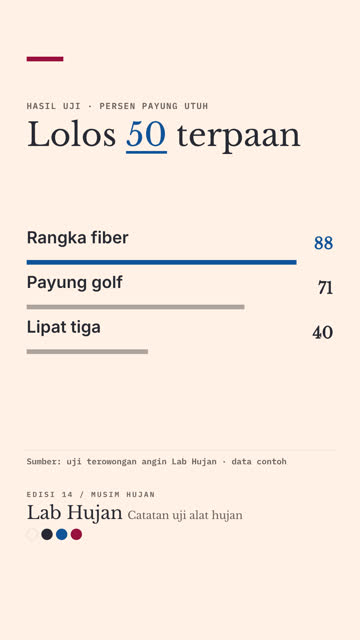 HASIL UJI · PERSEN PAYUNG UTUH
Lolos 50 terpaan
Rangka fiber 88
Payung golf 71
Lipat tiga 40
Sumber: uji terowongan angin Lab Hujan · data contoh
EDISI 14 / MUSIM HUJAN
Lab Hujan Catatan uji alat hujan